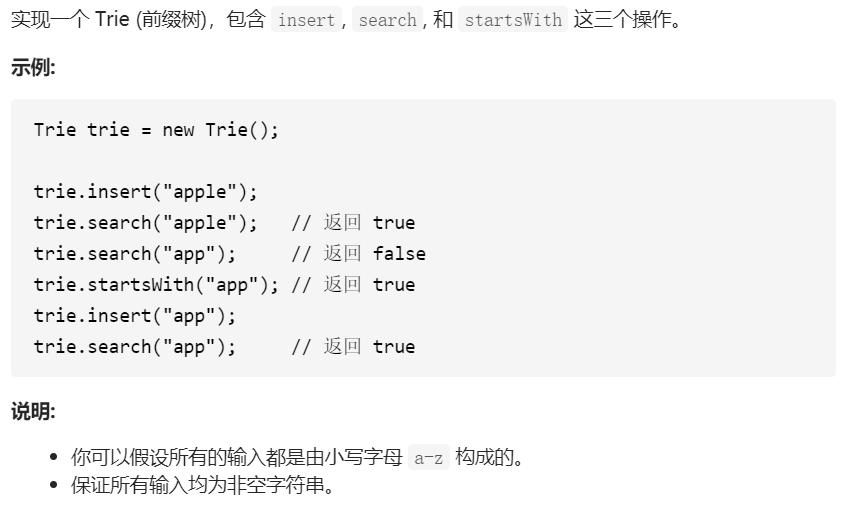 实现一个 Trie (前缀树)，包含 insert, search, 和 startsWith 这三个操作。
示例:
Trie trie = new Trie();
trie.insert("apple");
trie.search("apple");   // 返回 true
trie.search("app");     // 返回 false
trie.startsWith("app"); // 返回 true
trie.insert("app");
trie.search("app");     // 返回 true
说明:
• 你可以假设所有的输入都是由小写字母 a-z 构成的。
• 保证所有输入均为非空字符串。